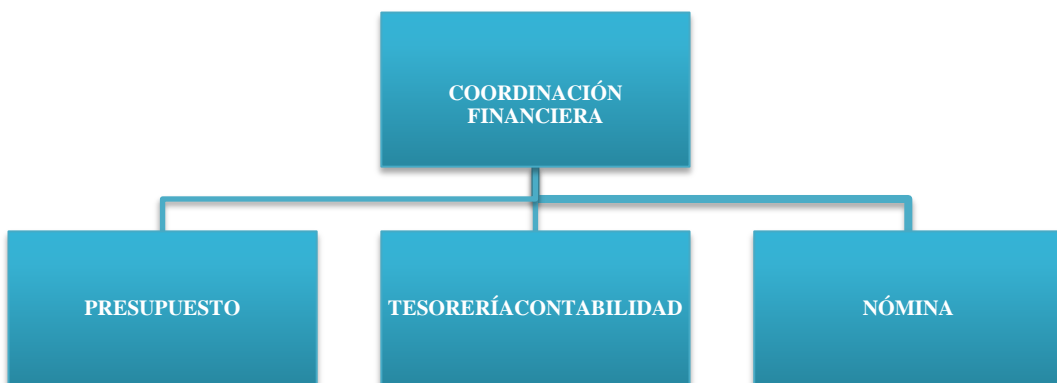 COORDINACIÓN
FINANCIERA
PRESUPUESTO
TESORERÍACONTABILIDAD
NÓMINA